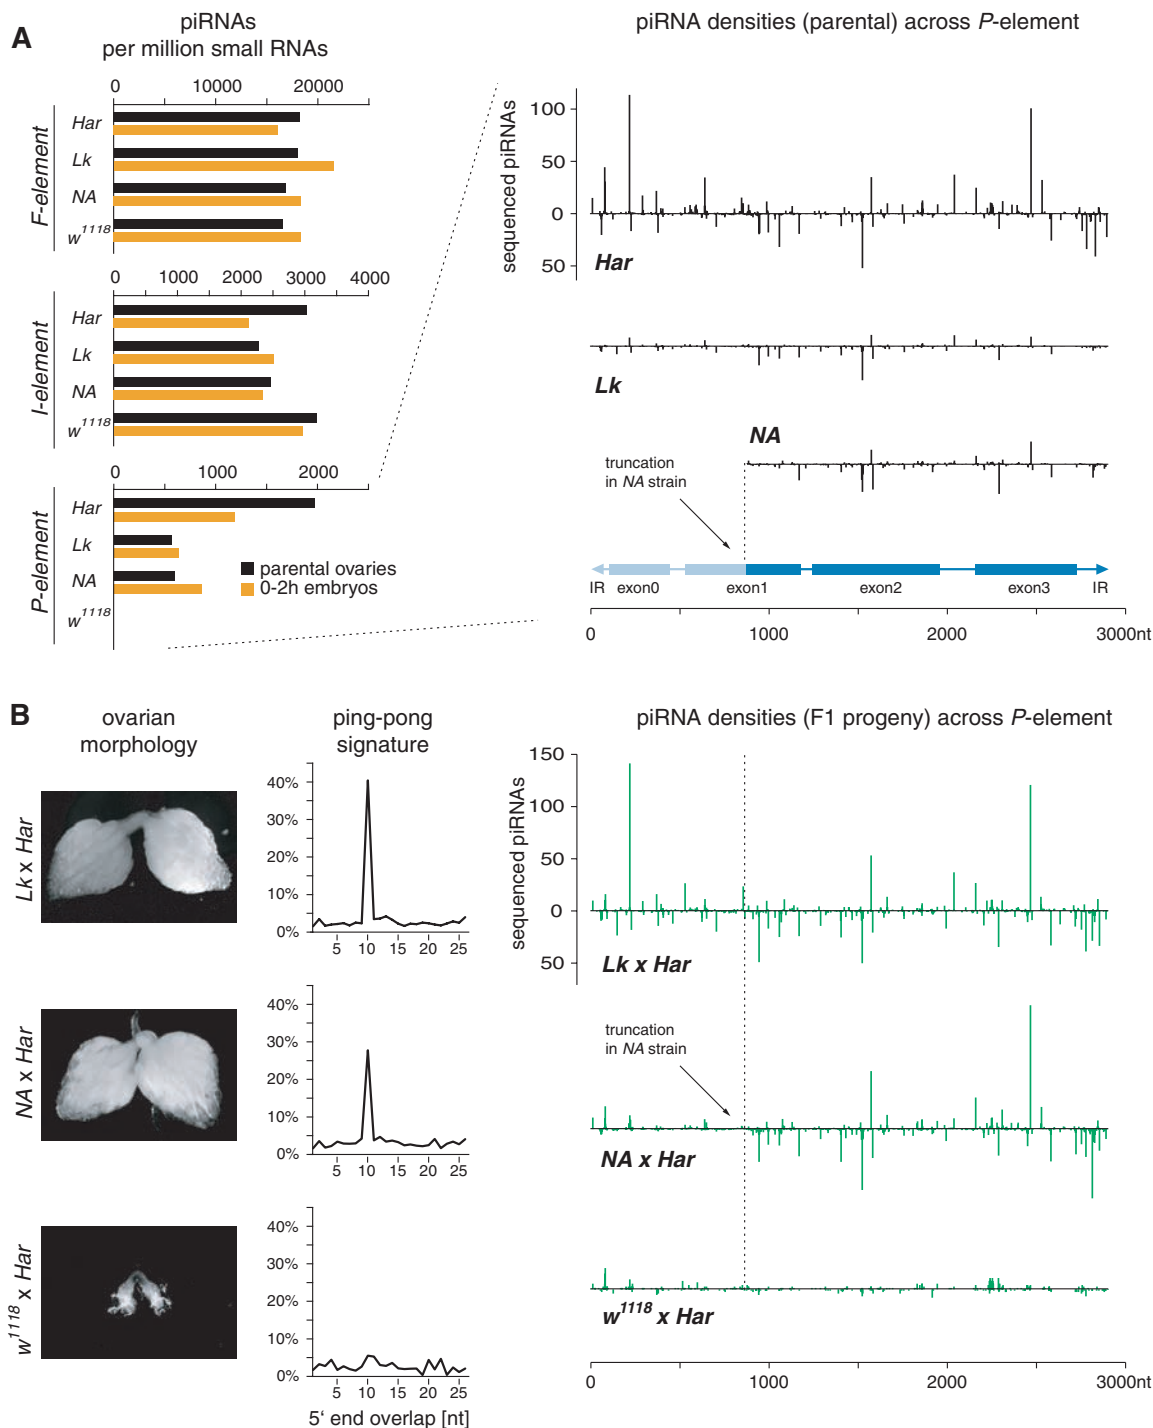 A
piRNAs
per million small RNAs
0 10000 20000
F-element
Har
Lk
NA
w1118
0 1000 2000 3000 4000
I-element
Har
Lk
NA
w1118
0 1000 2000
P-element
Har
Lk
NA
w1118
parental ovaries
0-2h embryos
piRNA densities (parental) across P-element
sequenced piRNAs
100
50
0
50
Har
Lk
NA
truncation
in NA strain
IR exon0 exon1 exon2 exon3 IR
0 1000 2000 3000nt
B
ovarian
morphology
ping-pong
signature
Lk x Har
40%
30%
20%
10%
0%
5 10 15 20 25
NA x Har
40%
30%
20%
10%
0%
5 10 15 20 25
w1118 x Har
40%
30%
20%
10%
0%
5 10 15 20 25
5‘ end overlap [nt]
piRNA densities (F1 progeny) across P-element
sequenced piRNAs
150
100
50
0
50
Lk x Har
truncation
in NA strain
NA x Har
w1118 x Har
0 1000 2000 3000nt